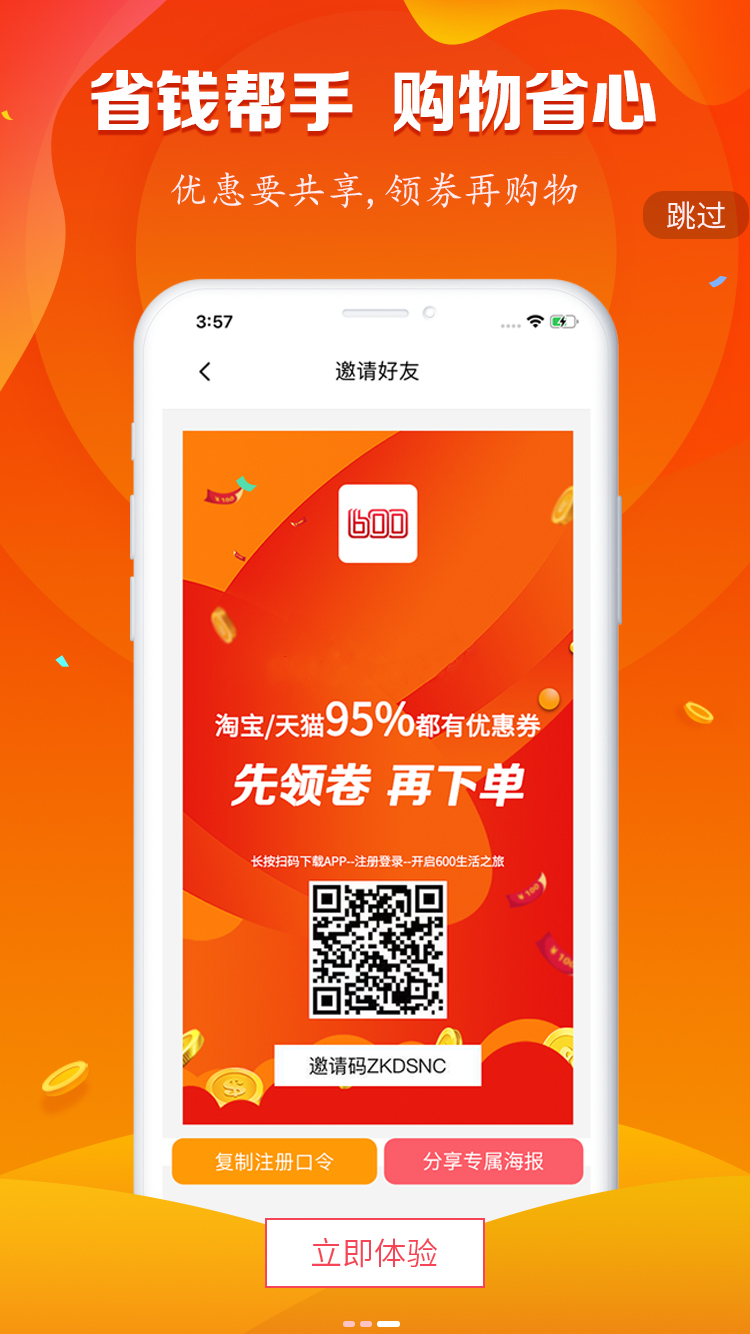 省钱帮手 购物省心
优惠要共享,领券再购物
跳过
3:57
邀请好友
600
淘宝/天猫95%都有优惠券
先领卷 再下单
长按扫码下载APP--注册登录--开启600生活之旅
邀请码ZKDSNC
复制注册口令
分享专属海报
立即体验